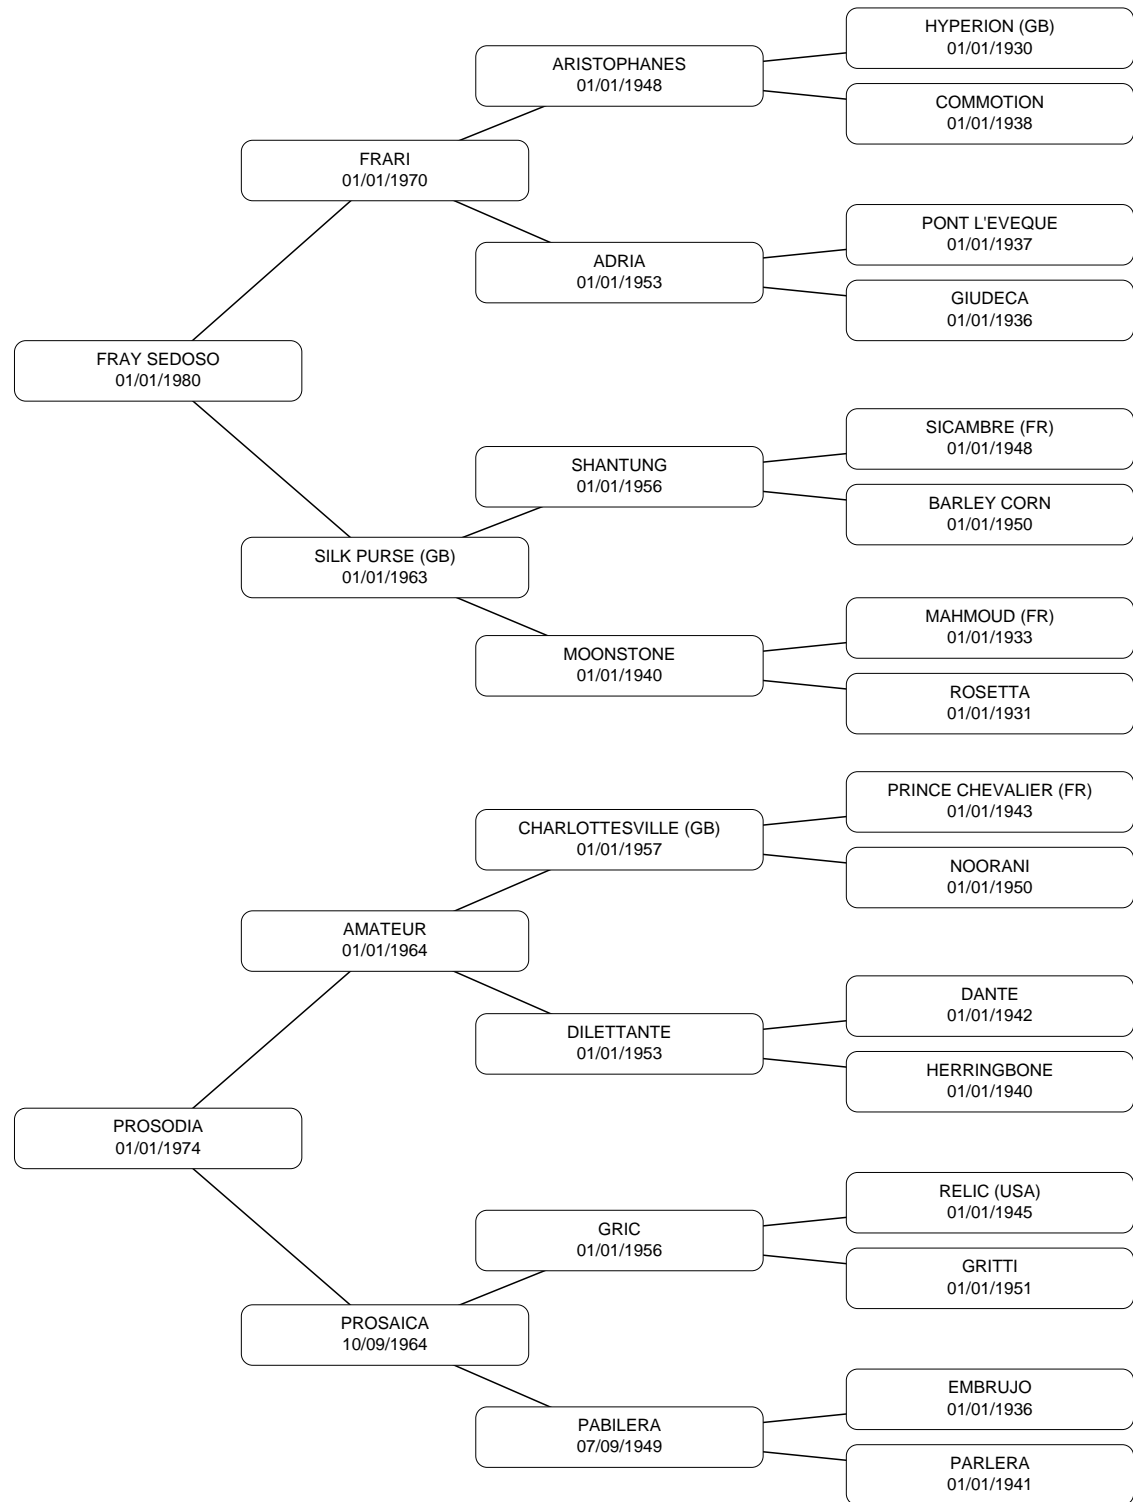 HYPERION (GB)
01/01/1930
ARISTOPHANES
01/01/1948
COMMOTION
01/01/1938
FRARI
01/01/1970
PONT L'EVEQUE
01/01/1937
ADRIA
01/01/1953
GIUDECA
01/01/1936
FRAY SEDOSO
01/01/1980
SICAMBRE (FR)
01/01/1948
SHANTUNG
01/01/1956
BARLEY CORN
01/01/1950
SILK PURSE (GB)
01/01/1963
MAHMOUD (FR)
01/01/1933
MOONSTONE
01/01/1940
ROSETTA
01/01/1931
PRINCE CHEVALIER (FR)
01/01/1943
CHARLOTTESVILLE (GB)
01/01/1957
NOORANI
01/01/1950
AMATEUR
01/01/1964
DANTE
01/01/1942
DILETTANTE
01/01/1953
HERRINGBONE
01/01/1940
PROSODIA
01/01/1974
RELIC (USA)
01/01/1945
GRIC
01/01/1956
GRITTI
01/01/1951
PROSAICA
10/09/1964
EMBRUJO
01/01/1936
PABILERA
07/09/1949
PARLERA
01/01/1941